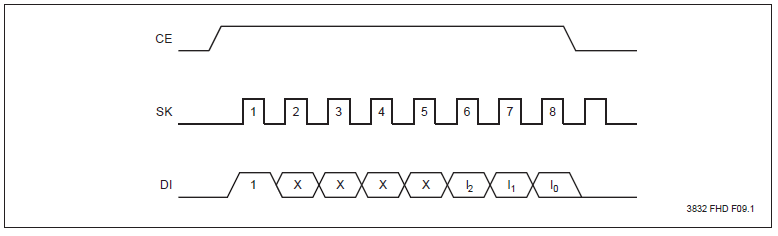 CE
SK 1 2 3 4 5 6 7 8
DI 1 X X X X I2 I1 I0
3832 FHD F09.1